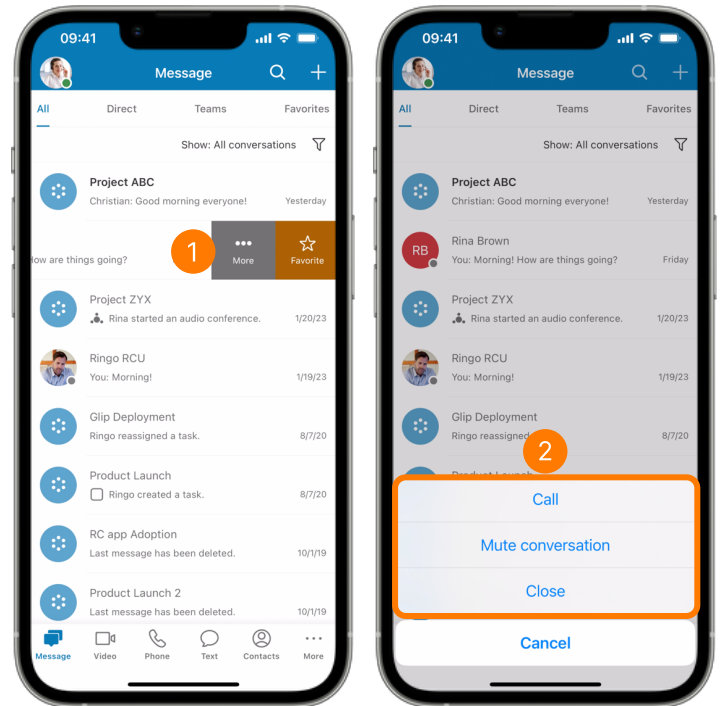 09:41
Message
All Direct Teams Favorites
Show: All conversations
Project ABC
Christian: Good morning everyone! Yesterday
How are things going?
1
More
Favorite
Project ZYX
Rina started an audio conference. 1/20/23
Ringo RCU
You: Morning! 1/19/23
Glip Deployment
Ringo reassigned a task. 8/7/20
Product Launch
Ringo created a task. 8/7/20
RC app Adoption
Last message has been deleted. 10/1/19
Product Launch 2
Last message has been deleted. 10/1/19
Message Video Phone Text Contacts More
09:41
Message
All Direct Teams Favorites
Show: All conversations
Project ABC
Christian: Good morning everyone! Yesterday
RB
Rina Brown
You: Morning! How are things going? Friday
Project ZYX
Rina started an audio conference. 1/20/23
Ringo RCU
You: Morning! 1/19/23
Glip Deployment
Ringo reassigned 8/7/20
2
Call
Mute conversation
Close
Cancel